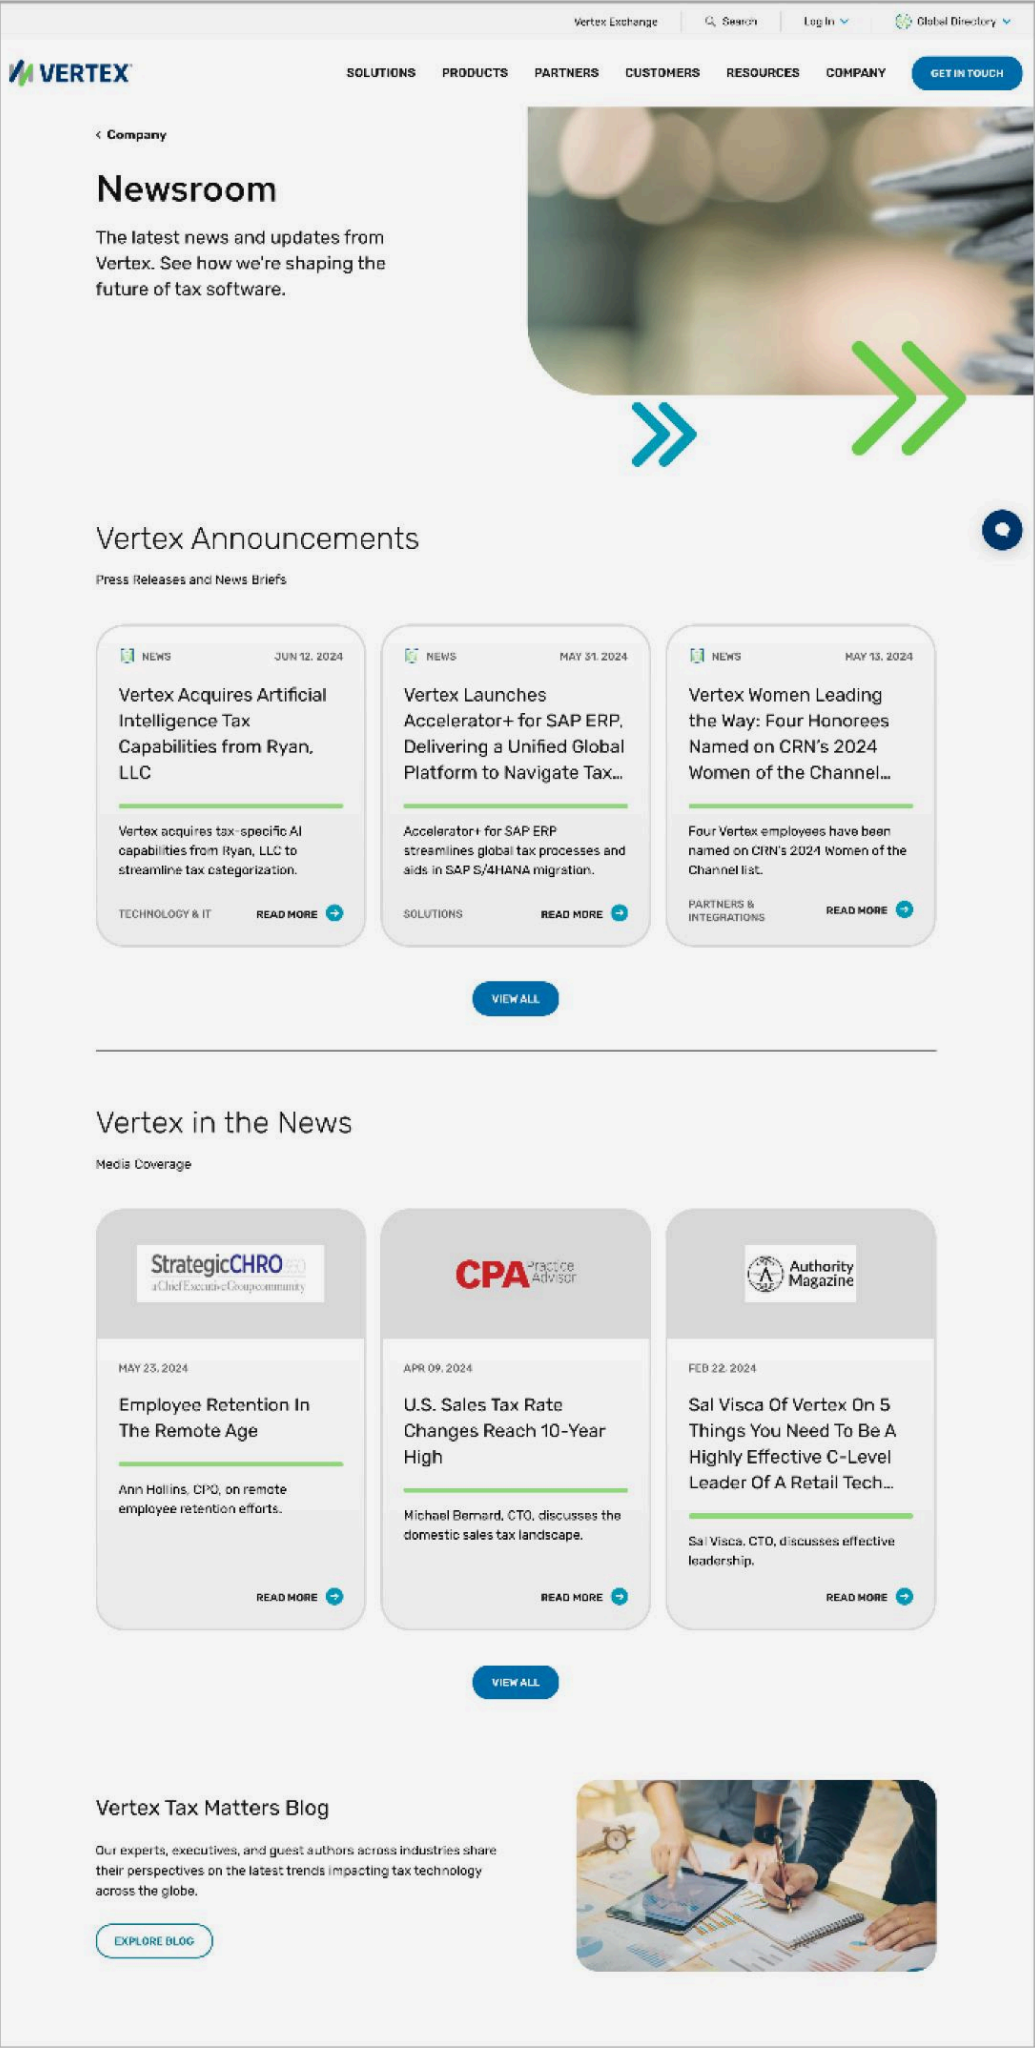 Vertex Exchange
Search
Log In
Global Directory
VERTEX
SOLUTIONS
PRODUCTS
PARTNERS
CUSTOMERS
RESOURCES
COMPANY
GET IN TOUCH
< Company
Newsroom
The latest news and updates from
Vertex. See how we're shaping the
future of tax software.
Vertex Announcements
Press Releases and News Briefs
NEWS
JUN 12, 2024
Vertex Acquires Artificial
Intelligence Tax
Capabilities from Ryan,
LLC
Vertex acquires tax-specific AI
capabilities from Ryan, LLC to
streamline tax categorization.
TECHNOLOGY & IT
READ MORE
NEWS
MAY 31, 2024
Vertex Launches
Accelerator+ for SAP ERP,
Delivering a Unified Global
Platform to Navigate Tax...
Accelerator+ for SAP ERP
streamlines global tax processes and
aids in SAP S/4HANA migration.
SOLUTIONS
READ MORE
NEWS
MAY 13, 2024
Vertex Women Leading
the Way: Four Honorees
Named on CRN's 2024
Women of the Channel...
Four Vertex employees have been
named on CRN's 2024 Women of the
Channel list.
PARTNERS &
INTEGRATIONS
READ MORE
VIEW ALL
Vertex in the News
Media Coverage
StrategicCHRO
a Chief Executive Group community
MAY 23, 2024
Employee Retention In
The Remote Age
Ann Hollins, CPO, on remote
employee retention efforts.
READ MORE
CPA Practice
Advisor
APR 09, 2024
U.S. Sales Tax Rate
Changes Reach 10-Year
High
Michael Bernard, CTO, discusses the
domestic sales tax landscape.
READ MORE
Authority
Magazine
FEB 22, 2024
Sal Visca Of Vertex On 5
Things You Need To Be A
Highly Effective C-Level
Leader Of A Retail Tech...
Sal Visca, CTO, discusses effective
leadership.
READ MORE
VIEW ALL
Vertex Tax Matters Blog
Our experts, executives, and guest authors across industries share
their perspectives on the latest trends impacting tax technology
across the globe.
EXPLORE BLOG